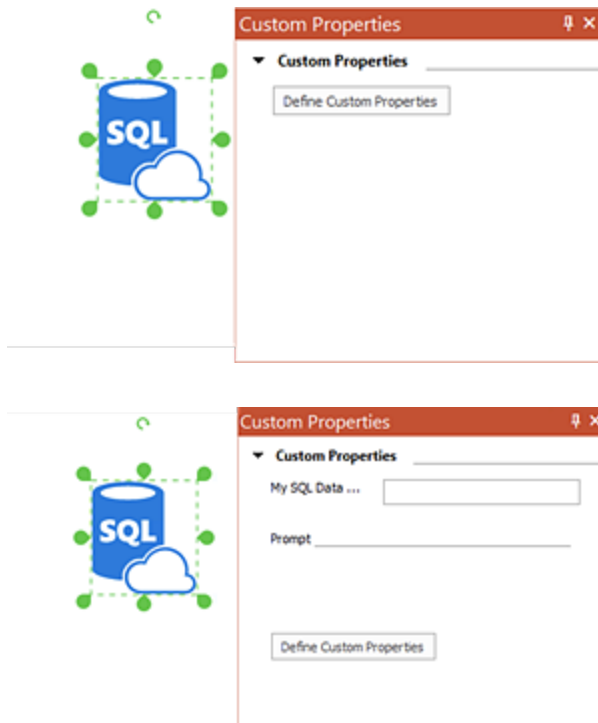 Custom Properties
Custom Properties
Define Custom Properties
SQL
Custom Properties
Custom Properties
My SQL Data ...
SQL
Prompt
Define Custom Properties